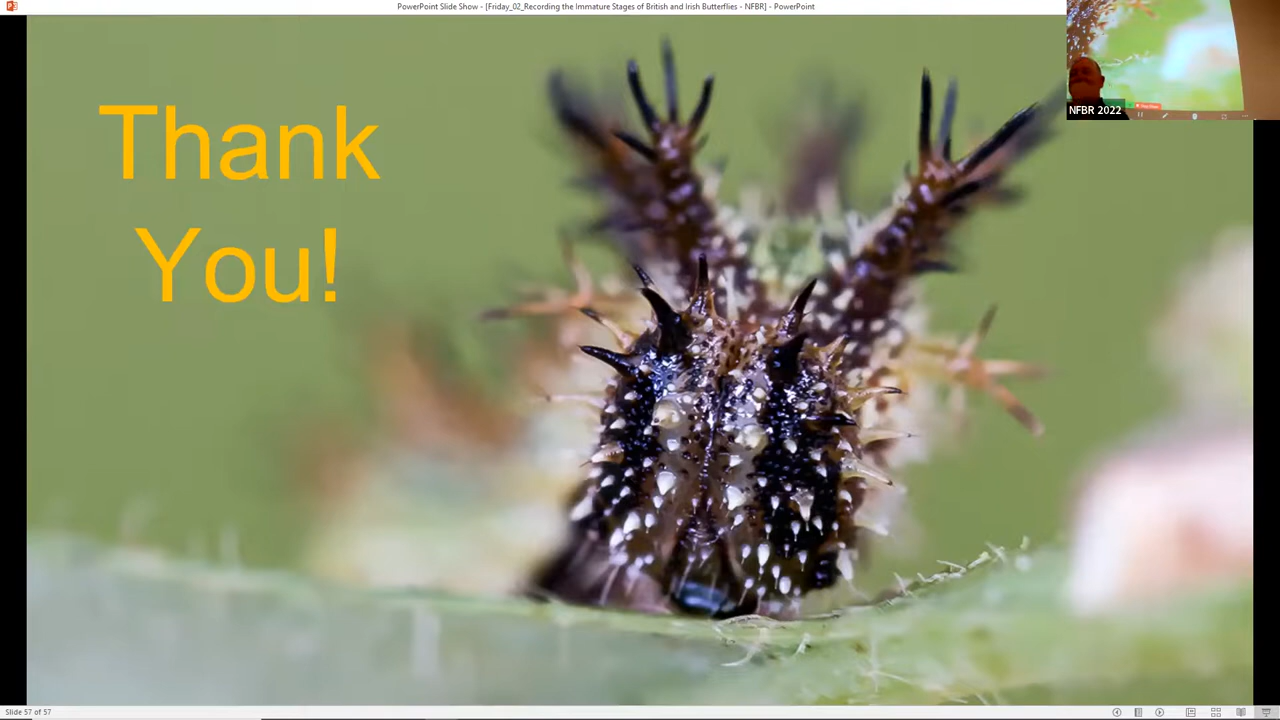 PowerPoint Slide Show - [Friday_02_Recording the Immature Stages of British and Irish Butterflies - NFBR] - PowerPoint
NFBR 2022
Thank
You!
Slide 57 of 57